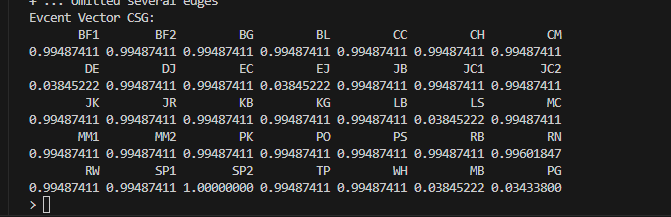 + ... omitted several edges
Evcent Vector CSG:
BF1 BF2 BG BL CC CH CM
0.99487411 0.99487411 0.99487411 0.99487411 0.99487411 0.99487411 0.99487411
DE DJ EC EJ JB JC1 JC2
0.03845222 0.99487411 0.99487411 0.03845222 0.99487411 0.99487411 0.99487411
JK JR KB KG LB LS MC
0.99487411 0.99487411 0.99487411 0.99487411 0.99487411 0.03845222 0.99487411
MM1 MM2 PK PO PS RB RN
0.99487411 0.99487411 0.99487411 0.99487411 0.99487411 0.99487411 0.99601847
RW SP1 SP2 TP WH MB PG
0.99487411 0.99487411 1.00000000 0.99487411 0.99487411 0.03845222 0.03433800
>